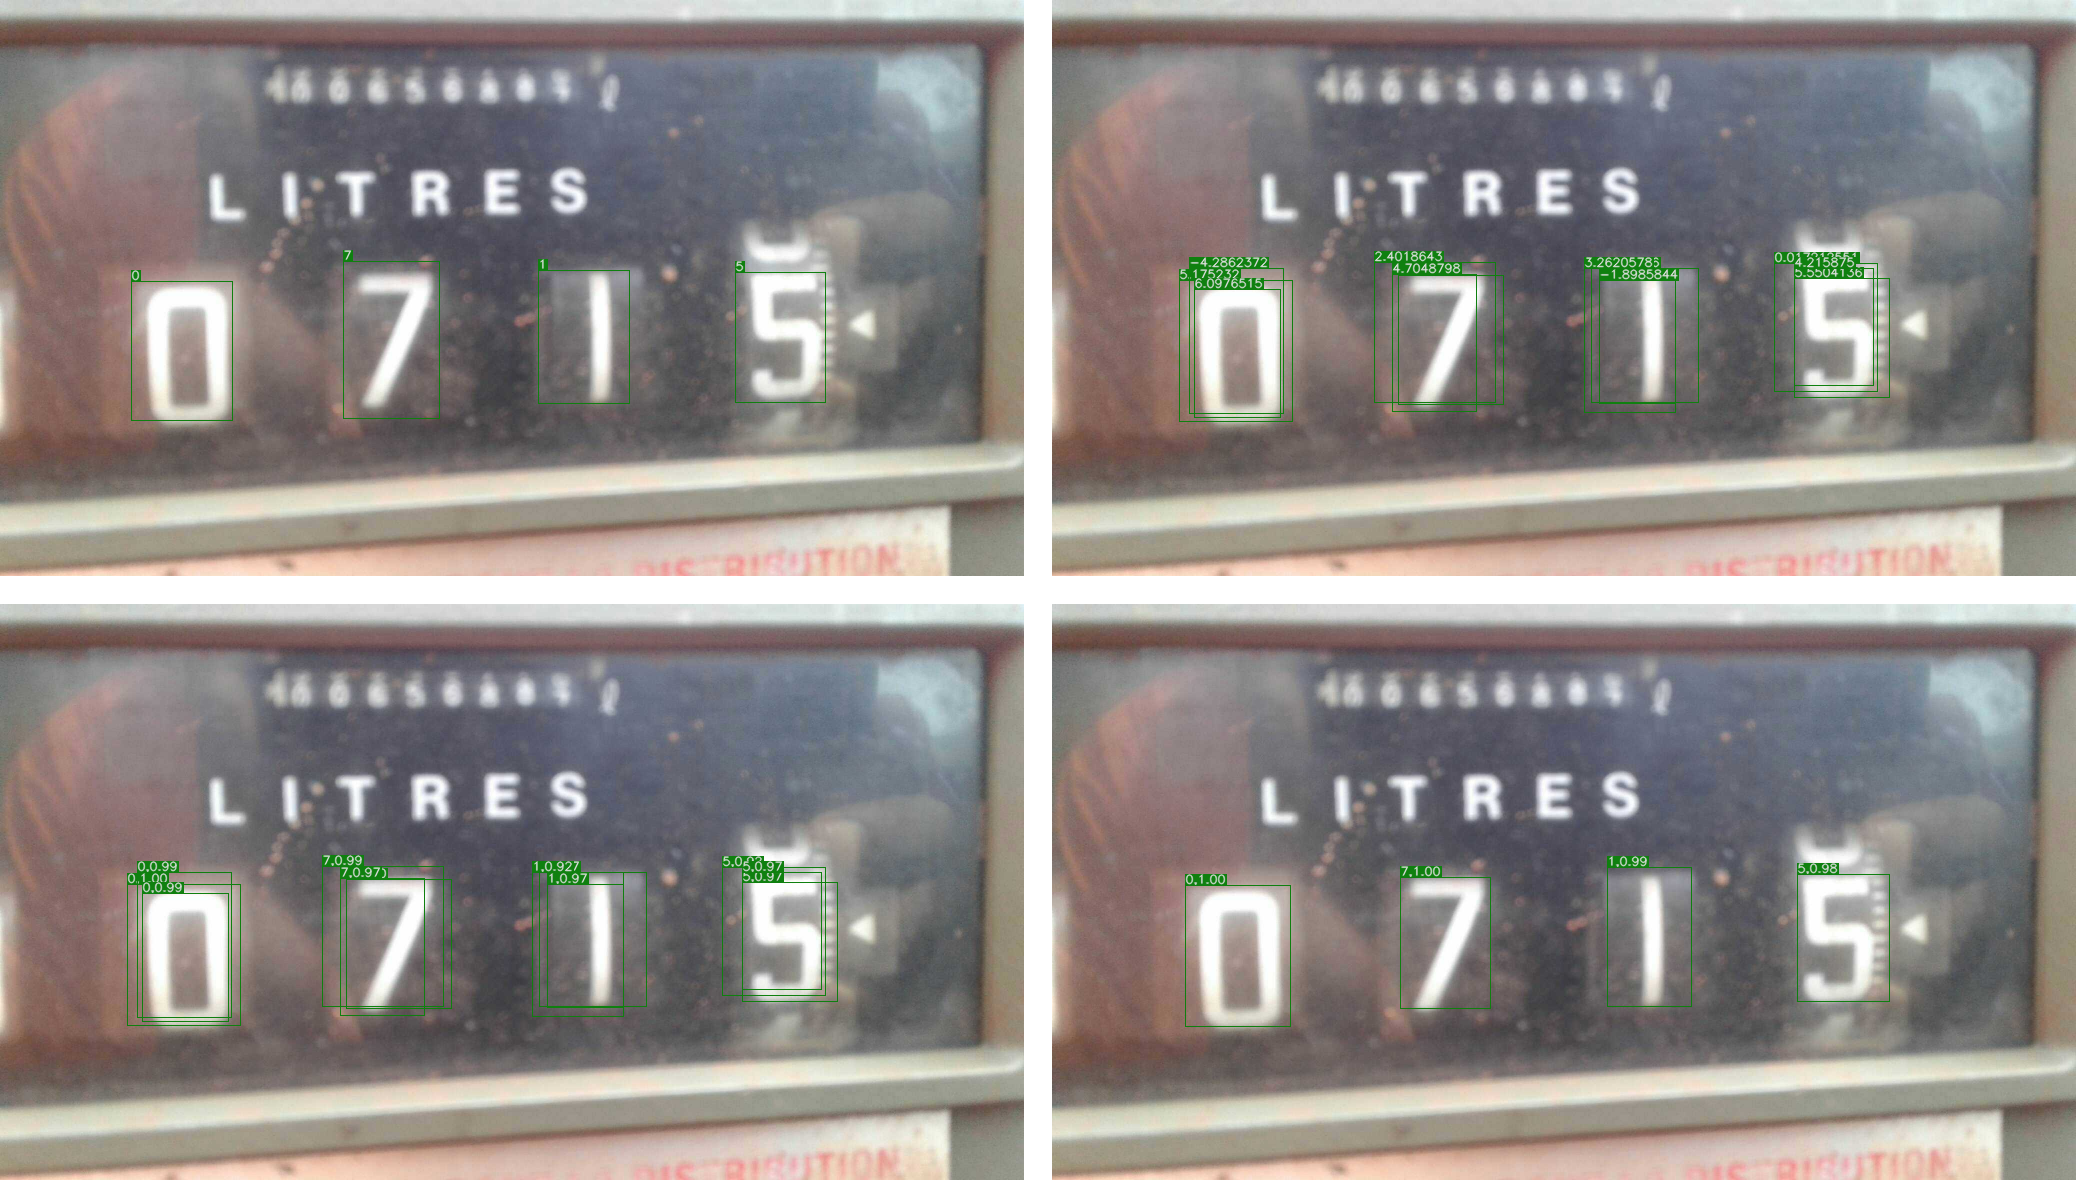 LITRES
0 7 1 5
0 7 1 5
DISTRIBUTION
LITRES
-4.2862372 2.4018643
5.175232 4.7048798 -1.8985844 4.215875
6.0976515 5.5504136
0 7 1 5
DISTRIBUTION
LITRES
0,0.99 7,0.99 1,0.927 5,0.97
0,1.00 7,0.97 1,0.97 5,0.97
0,0.99
0 7 1 5
DISTRIBUTION
LITRES
0,1.00 7,1.00 1,0.99 5,0.98
0 7 1 5
DISTRIBUTION